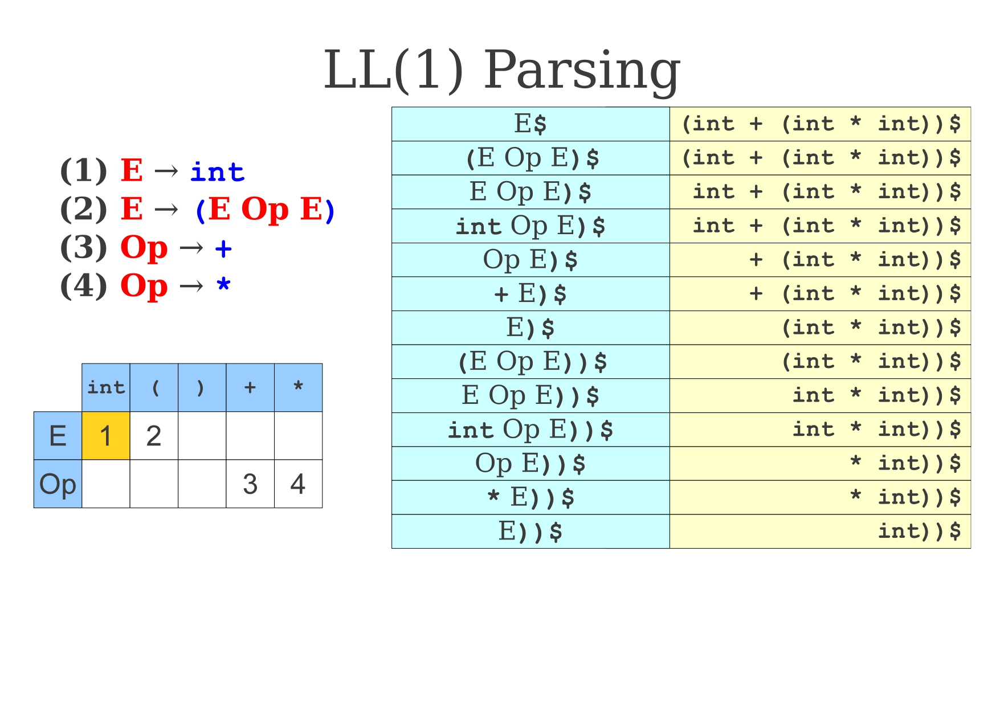 LL(1) Parsing
(1) E → int
(2) E → (E Op E)
(3) Op → +
(4) Op → *
int ( ) + *
E 1 2
Op 3 4
E$ (int + (int * int))$
(E Op E)$ (int + (int * int))$
E Op E)$ int + (int * int))$
int Op E)$ int + (int * int))$
Op E)$ + (int * int))$
+ E)$ + (int * int))$
E)$ (int * int))$
(E Op E))$ (int * int))$
E Op E))$ int * int))$
int Op E))$ int * int))$
Op E))$ * int))$
* E))$ * int))$
E))$ int))$